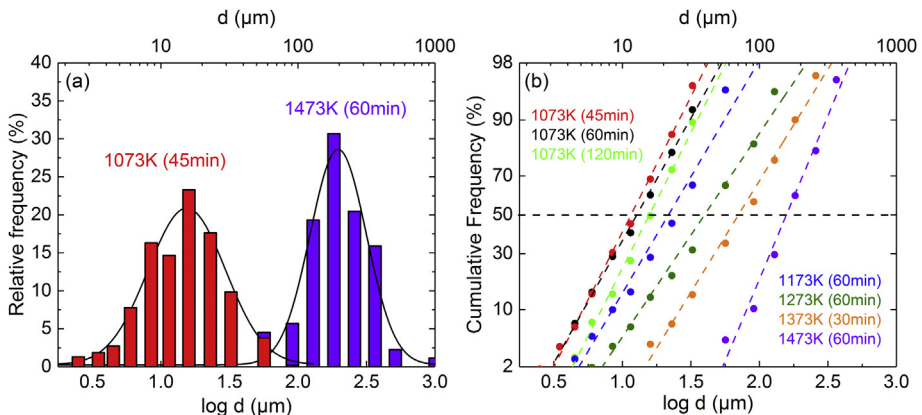 d (μm)
10 100 1000
(a)
1473K (60min)
1073K (45min)
Relative frequency (%)
40
35
30
25
20
15
10
5
0
0.5 1.0 1.5 2.0 2.5 3.0
log d (μm)
d (μm)
10 100 1000
(b)
1073K (45min)
1073K (60min)
1073K (120min)
1173K (60min)
1273K (60min)
1373K (30min)
1473K (60min)
Cumulative Frequency (%)
98
90
70
50
30
10
2
0.5 1.0 1.5 2.0 2.5 3.0
log d (μm)